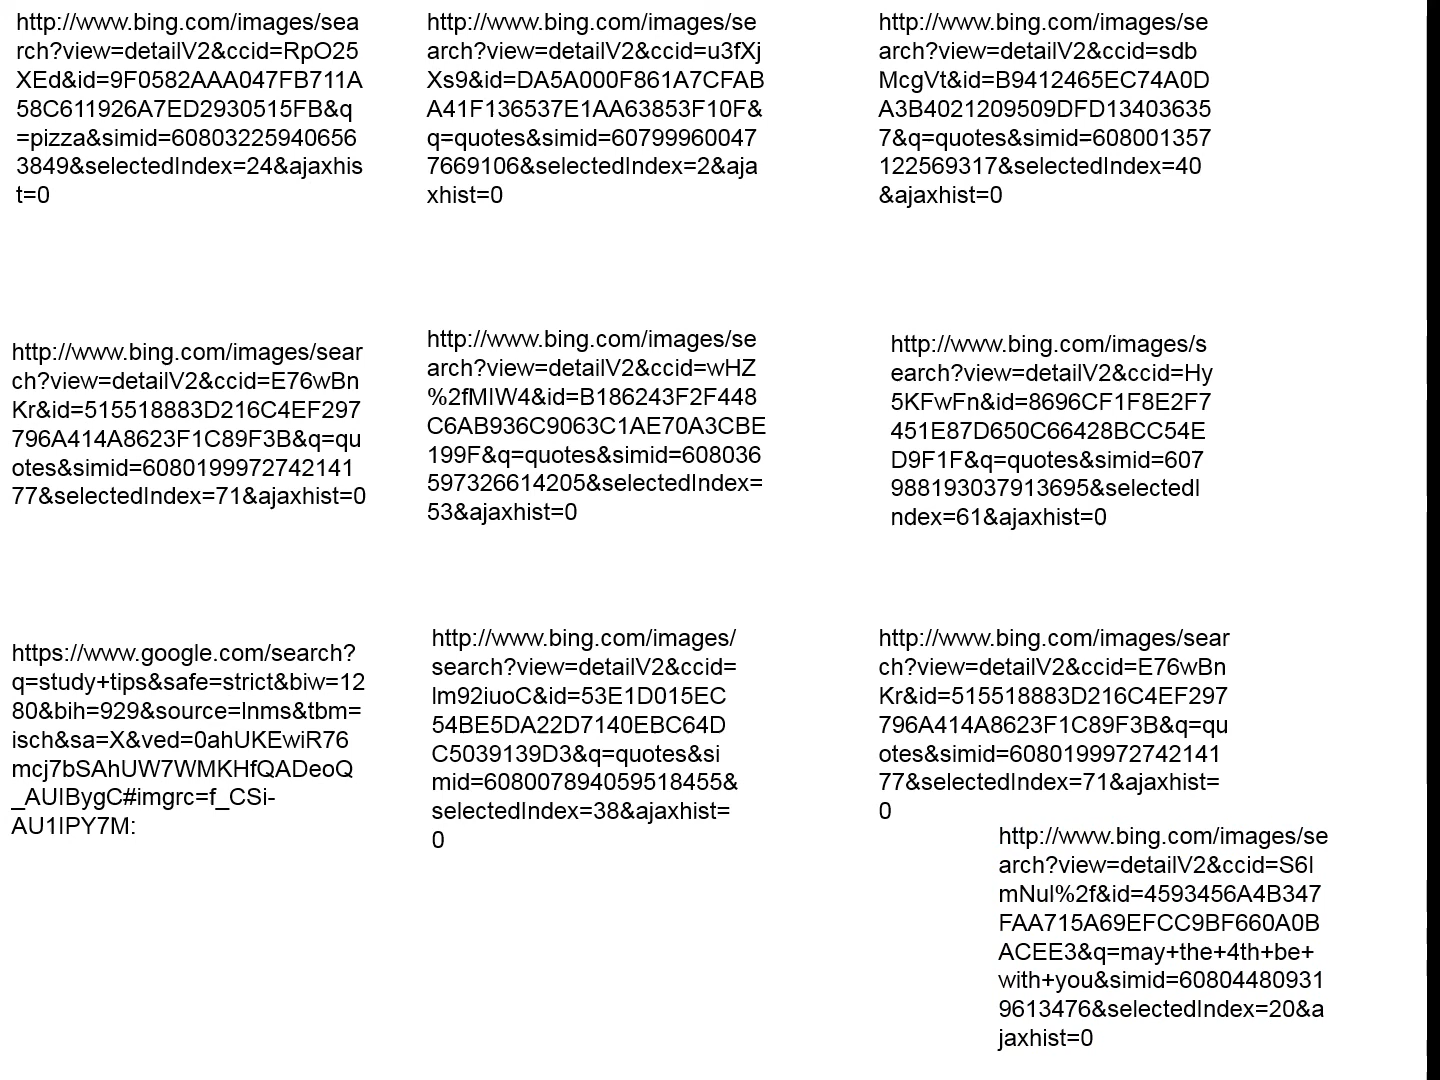 http://www.bing.com/images/sea
rch?view=detailV2&ccid=RpO25
XEd&id=9F0582AAA047FB711A
58C611926A7ED2930515FB&q
=pizza&simid=60803225940656
3849&selectedIndex=24&ajaxhis
t=0
http://www.bing.com/images/se
arch?view=detailV2&ccid=u3fXj
Xs9&id=DA5A000F861A7CFAB
A41F136537E1AA63853F10F&
q=quotes&simid=60799960047
7669106&selectedIndex=2&aja
xhist=0
http://www.bing.com/images/se
arch?view=detailV2&ccid=sdb
McgVt&id=B9412465EC74A0D
A3B4021209509DFD13403635
7&q=quotes&simid=608001357
122569317&selectedIndex=40
&ajaxhist=0
http://www.bing.com/images/sear
ch?view=detailV2&ccid=E76wBn
Kr&id=515518883D216C4EF297
796A414A8623F1C89F3B&q=qu
otes&simid=6080199972742141
77&selectedIndex=71&ajaxhist=0
http://www.bing.com/images/se
arch?view=detailV2&ccid=wHZ
%2fMIW4&id=B186243F2F448
C6AB936C9063C1AE70A3CBE
199F&q=quotes&simid=608036
597326614205&selectedIndex=
53&ajaxhist=0
http://www.bing.com/images/s
earch?view=detailV2&ccid=Hy
5KFwFn&id=8696CF1F8E2F7
451E87D650C66428BCC54E
D9F1F&q=quotes&simid=607
988193037913695&selectedI
ndex=61&ajaxhist=0
https://www.google.com/search?
q=study+tips&safe=strict&biw=12
80&bih=929&source=lnms&tbm=
isch&sa=X&ved=0ahUKEwiR76
mcj7bSAhUW7WMKHfQADeoQ
_AUIBygC#imgrc=f_CSi-
AU1IPY7M:
http://www.bing.com/images/
search?view=detailV2&ccid=
lm92iuoC&id=53E1D015EC
54BE5DA22D7140EBC64D
C5039139D3&q=quotes&si
mid=608007894059518455&
selectedIndex=38&ajaxhist=
0
http://www.bing.com/images/sear
ch?view=detailV2&ccid=E76wBn
Kr&id=515518883D216C4EF297
796A414A8623F1C89F3B&q=qu
otes&simid=6080199972742141
77&selectedIndex=71&ajaxhist=
0
http://www.bing.com/images/se
arch?view=detailV2&ccid=S6I
mNuI%2f&id=4593456A4B347
FAA715A69EFCC9BF660A0B
ACEE3&q=may+the+4th+be+
with+you&simid=60804480931
9613476&selectedIndex=20&a
jaxhist=0